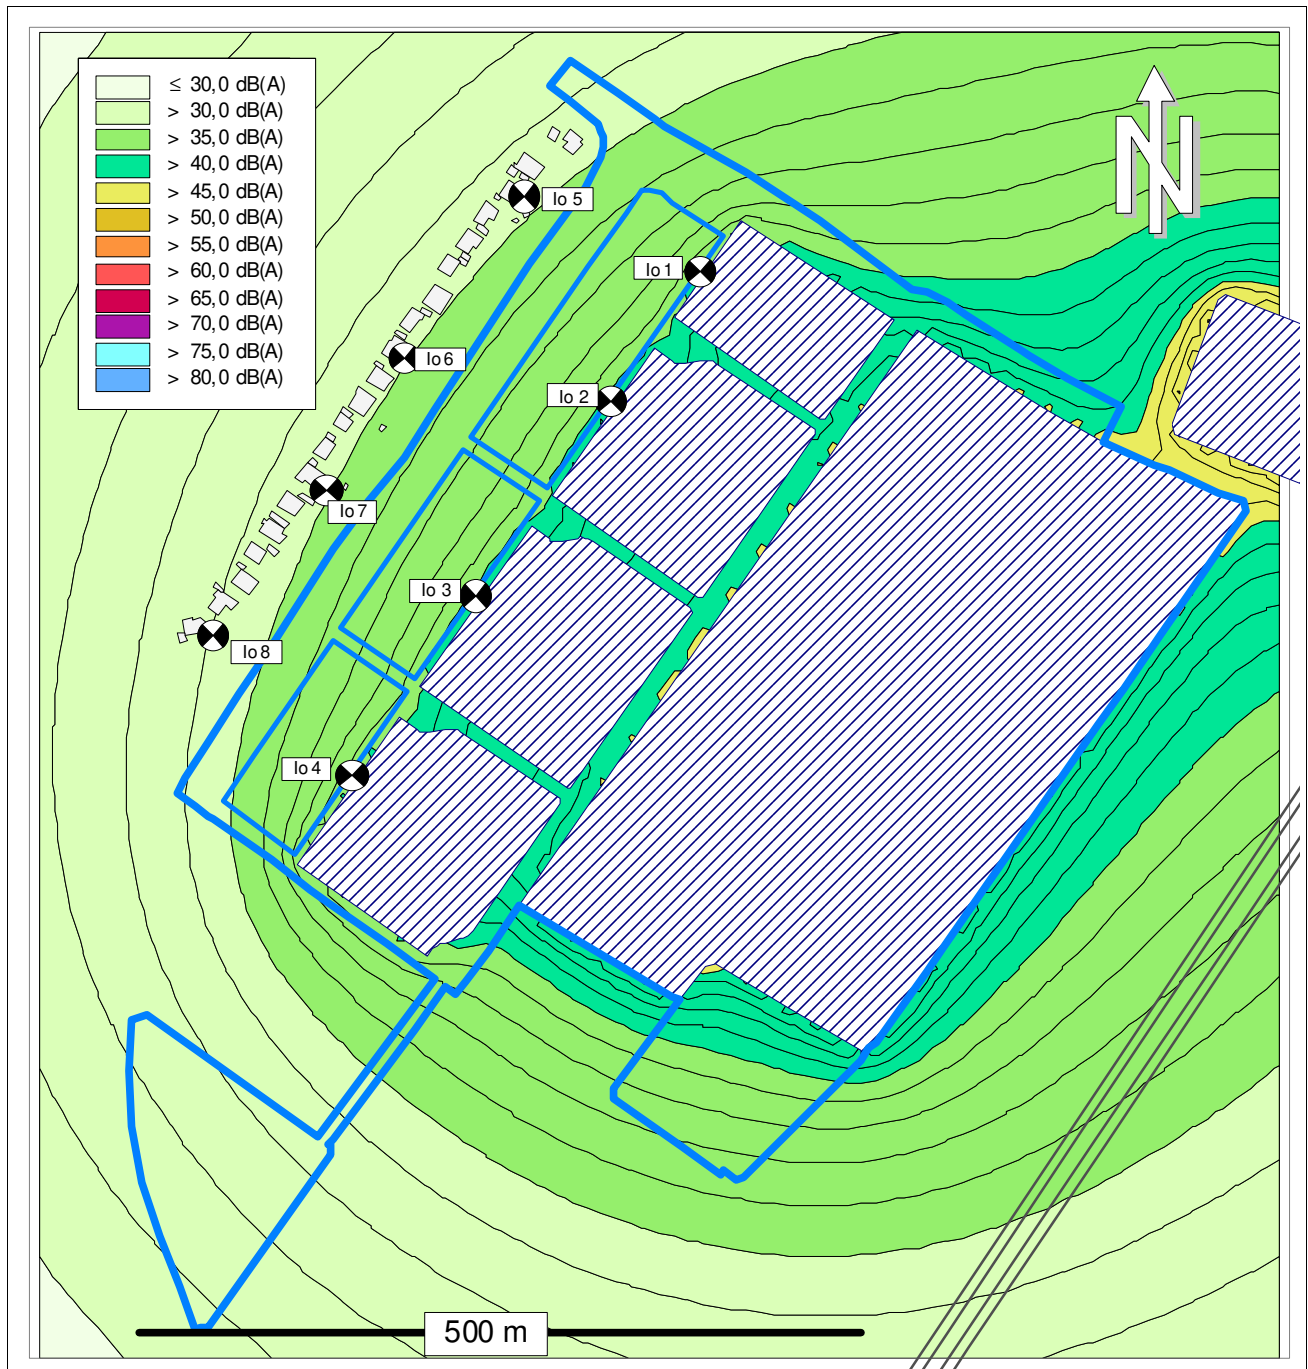 ≤ 30,0 dB(A)
> 30,0 dB(A)
> 35,0 dB(A)
> 40,0 dB(A)
> 45,0 dB(A)
> 50,0 dB(A)
> 55,0 dB(A)
> 60,0 dB(A)
> 65,0 dB(A)
> 70,0 dB(A)
> 75,0 dB(A)
> 80,0 dB(A)
N
Io 5
Io 1
Io 6
Io 2
Io 7
Io 3
Io 8
Io 4
500 m